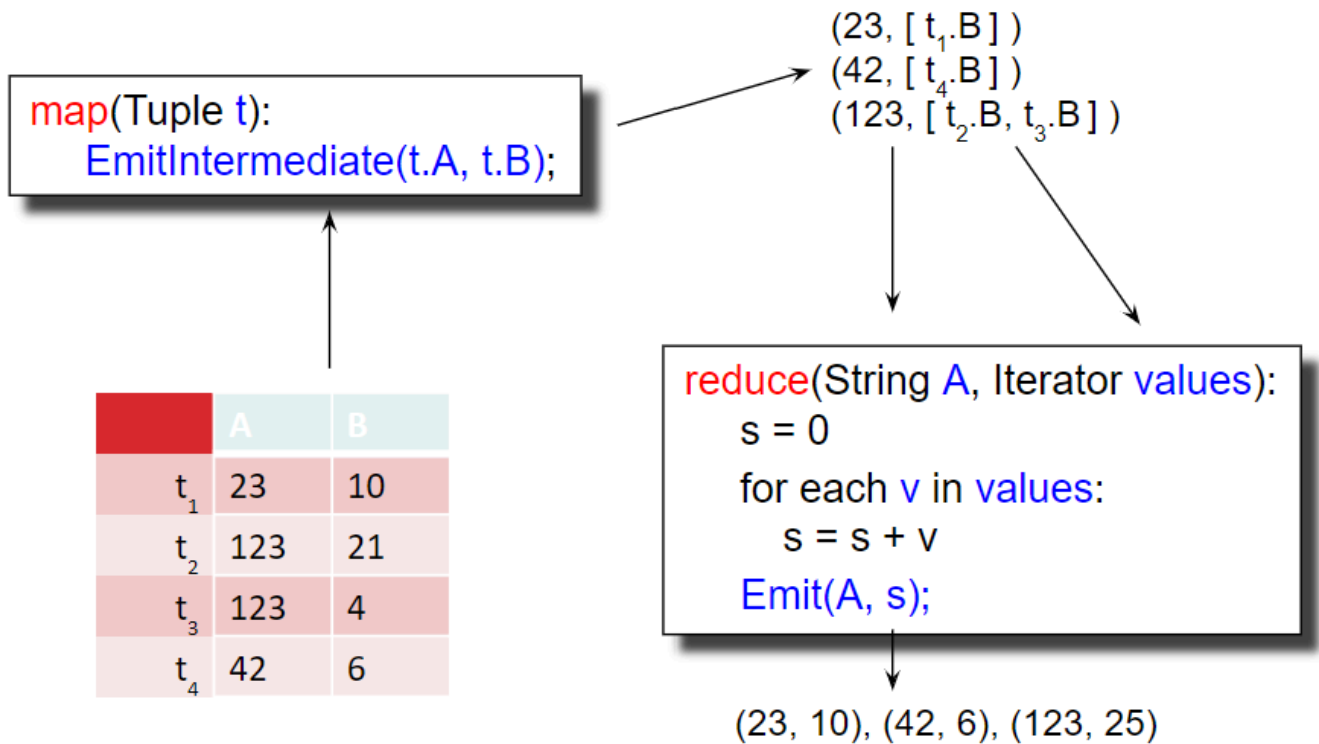 map(Tuple t):
EmitIntermediate(t.A, t.B);
(23, [ t₁.B ] )
(42, [ t₄.B ] )
(123, [ t₂.B, t₃.B ] )
A B
t₁ 23 10
t₂ 123 21
t₃ 123 4
t₄ 42 6
reduce(String A, Iterator values):
s = 0
for each v in values:
s = s + v
Emit(A, s);
(23, 10), (42, 6), (123, 25)